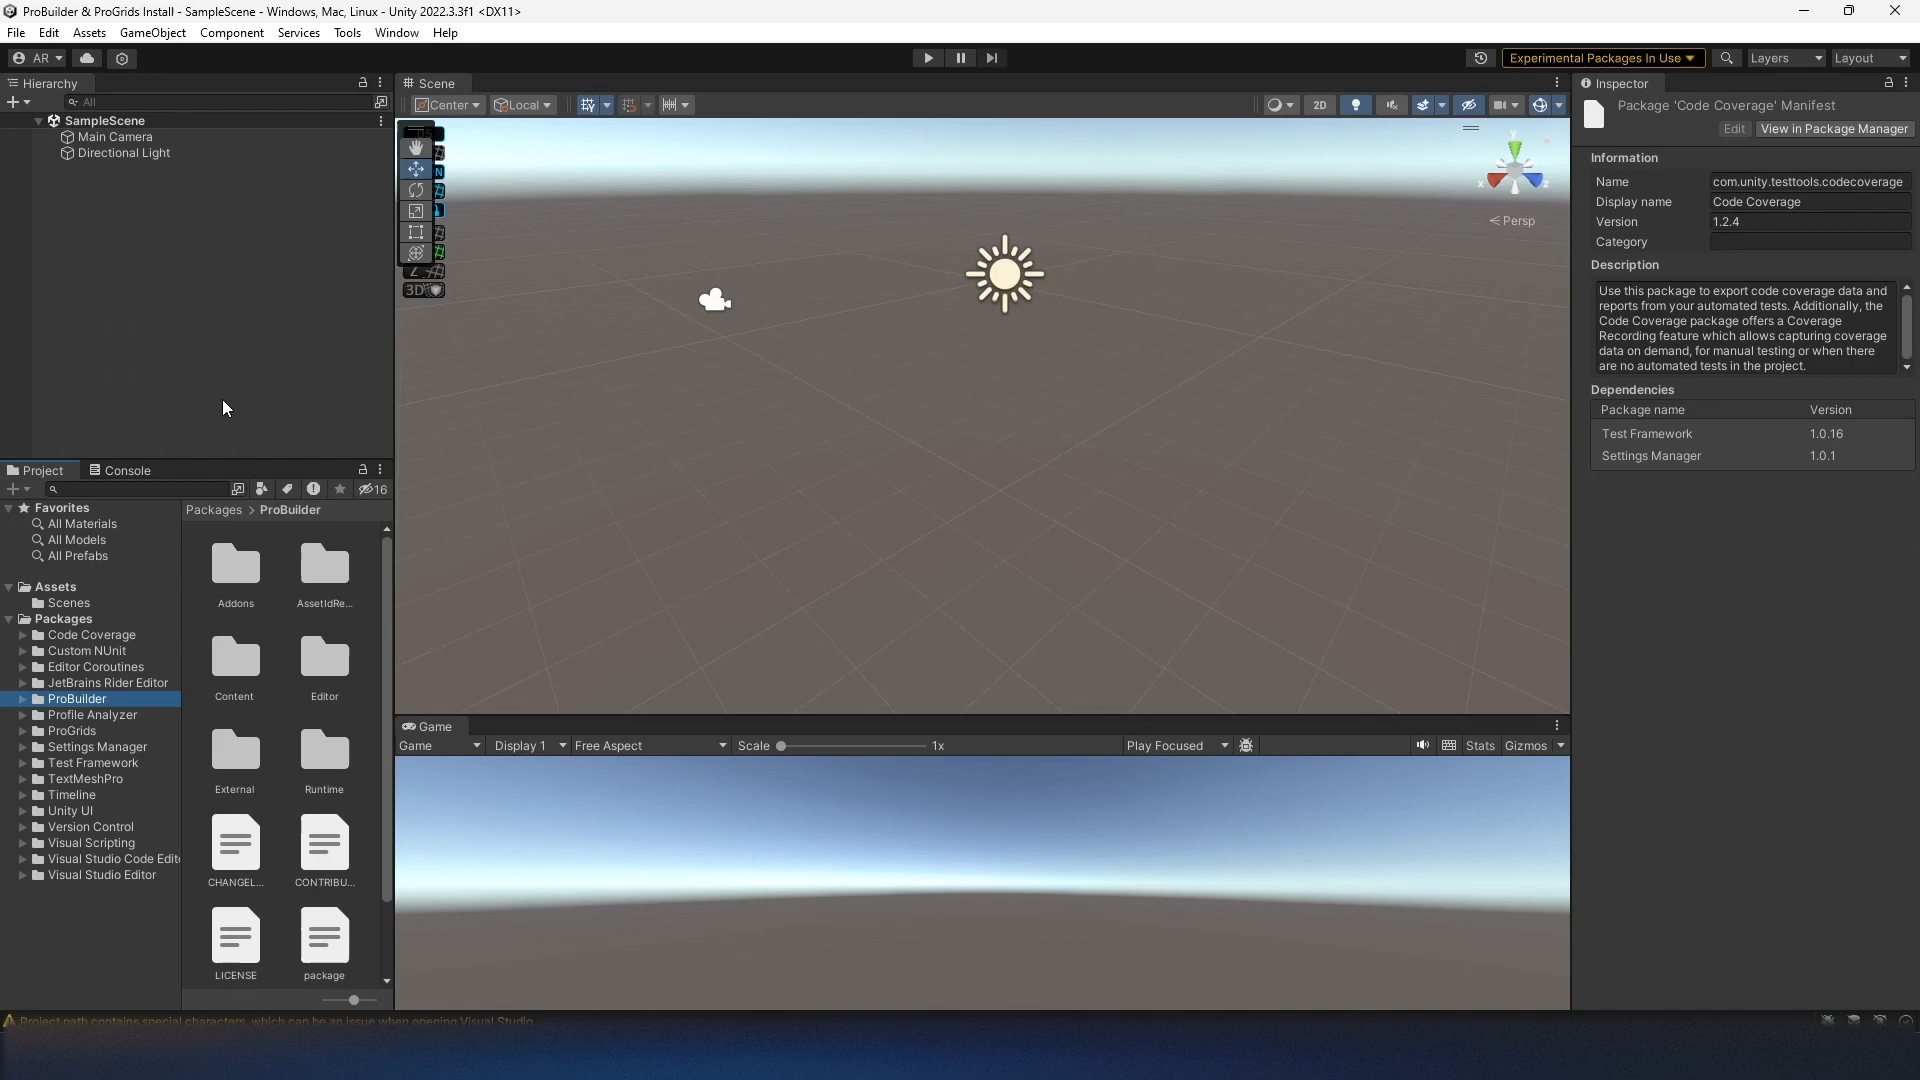 ProBuilder & ProGrids Install - SampleScene - Windows, Mac, Linux - Unity 2022.3.3f1 <DX11>
File Edit Assets GameObject Component Services Tools Window Help
AR
Experimental Packages In Use
Layers
Layout
Hierarchy
All
SampleScene
Main Camera
Directional Light
Scene
Center
Local
2D
3D
y
x
z
Persp
Project
Console
16
Favorites
All Materials
All Models
All Prefabs
Assets
Scenes
Packages
Code Coverage
Custom NUnit
Editor Coroutines
JetBrains Rider Editor
ProBuilder
Profile Analyzer
ProGrids
Settings Manager
Test Framework
TextMeshPro
Timeline
Unity UI
Version Control
Visual Scripting
Visual Studio Code Edit
Visual Studio Editor
Packages > ProBuilder
Addons
AssetIdRe...
Content
Editor
External
Runtime
CHANGEL...
CONTRIBU...
LICENSE
package
Game
Game
Display 1
Free Aspect
Scale
1x
Play Focused
Stats
Gizmos
Inspector
Package 'Code Coverage' Manifest
Edit
View in Package Manager
Information
Name com.unity.testtools.codecoverage
Display name Code Coverage
Version 1.2.4
Category
Description
Use this package to export code coverage data and
reports from your automated tests. Additionally, the
Code Coverage package offers a Coverage
Recording feature which allows capturing coverage
data on demand, for manual testing or when there
are no automated tests in the project.
Dependencies
Package name Version
Test Framework 1.0.16
Settings Manager 1.0.1
Project path contains special characters, which can be an issue when opening Visual Studio